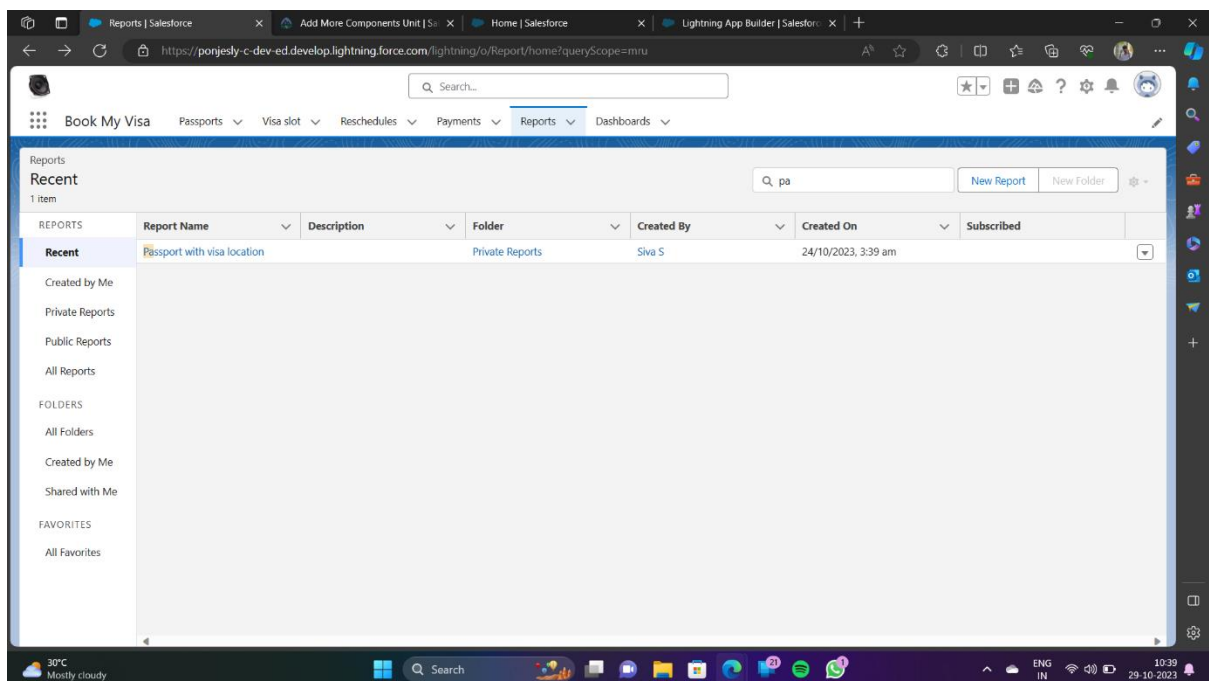 Reports | Salesforce
Add More Components Unit | Sa
Home | Salesforce
Lightning App Builder | Salesforc
https://ponjesly-c-dev-ed.develop.lightning.force.com/lightning/o/Report/home?queryScope=mru
Search...
Book My Visa Passports Visa slot Reschedules Payments Reports Dashboards
Reports
Recent
1 item
pa
New Report New Folder
REPORTS Report Name Description Folder Created By Created On Subscribed
Recent Passport with visa location Private Reports Siva S 24/10/2023, 3:39 am
Created by Me
Private Reports
Public Reports
All Reports
FOLDERS
All Folders
Created by Me
Shared with Me
FAVORITES
All Favorites
30°C
Mostly cloudy
Search
21
1
ENG
IN
10:39
29-10-2023